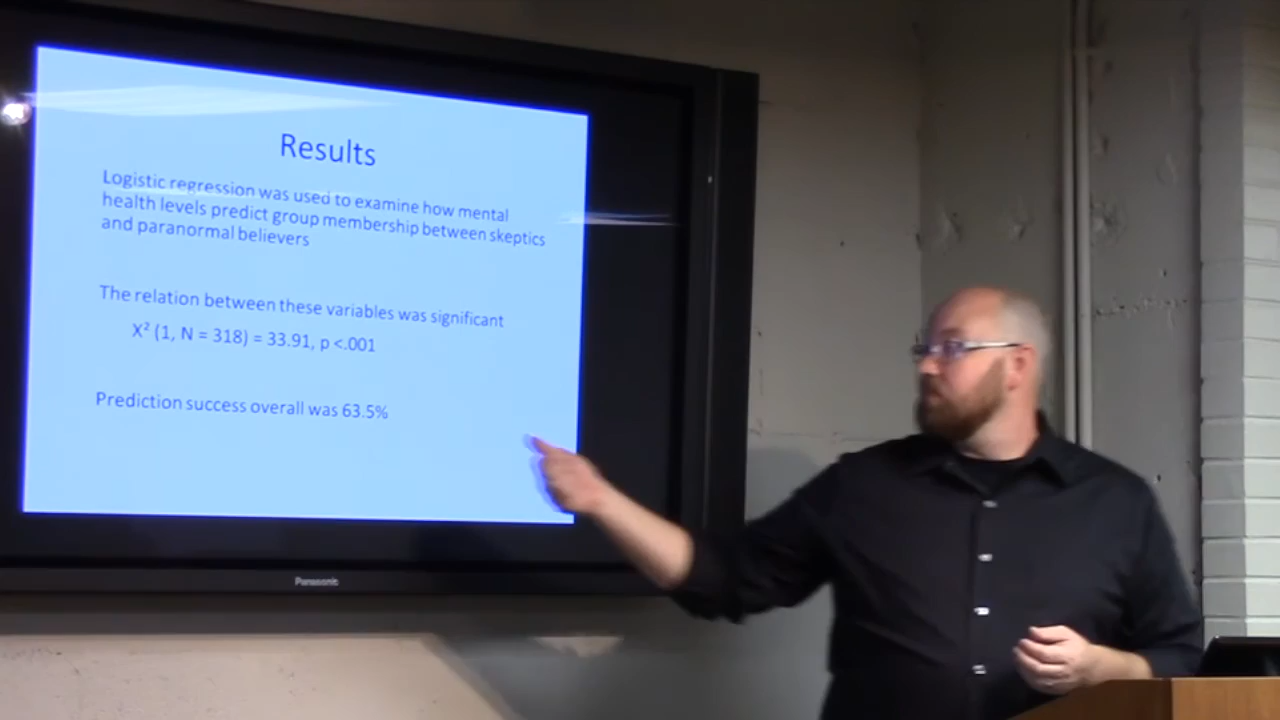 Results
Logistic regression was used to examine how mental
health levels predict group membership between skeptics
and paranormal believers
The relation between these variables was significant
X² (1, N = 318) = 33.91, p <.001
Prediction success overall was 63.5%
Panasonic